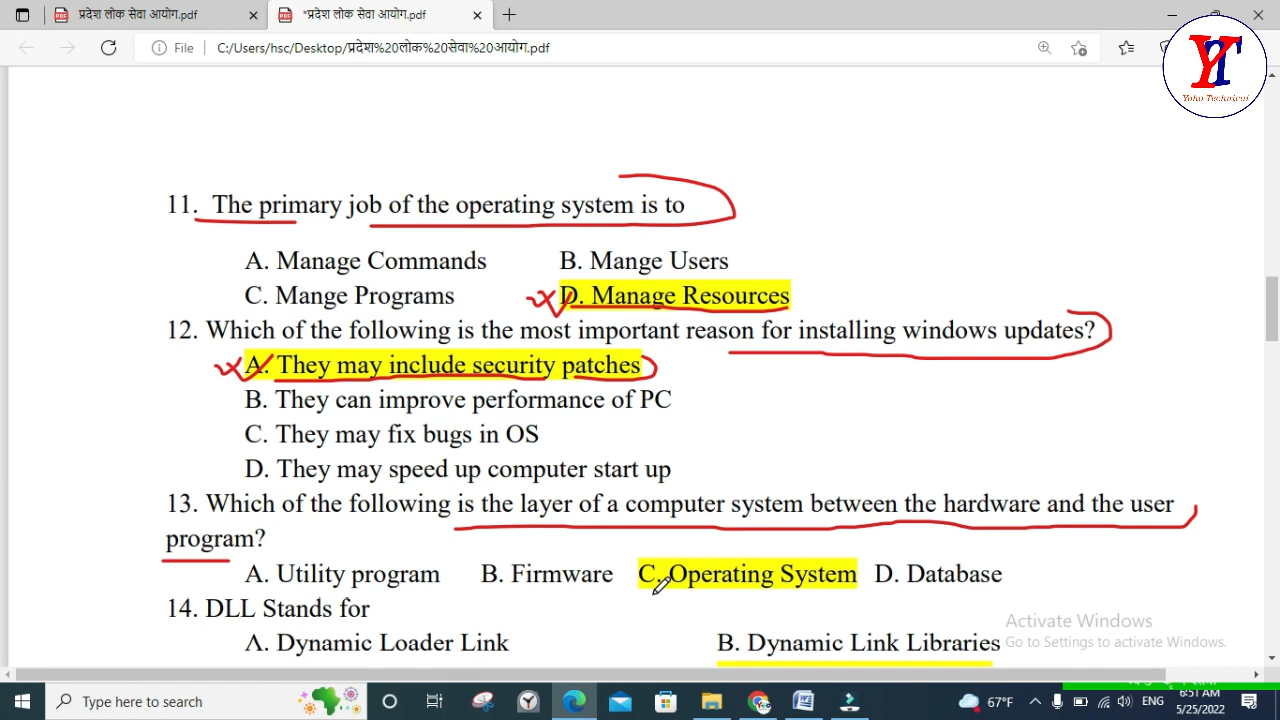 प्रदेश लोक सेवा आयोग.pdf
*प्रदेश लोक सेवा आयोग.pdf
File
C:/Users/hsc/Desktop/प्रदेश%20लोक%20सेवा%20आयोग.pdf
YT
Yoho Technical
11. The primary job of the operating system is to
A. Manage Commands B. Mange Users
C. Mange Programs D. Manage Resources
12. Which of the following is the most important reason for installing windows updates?
A. They may include security patches
B. They can improve performance of PC
C. They may fix bugs in OS
D. They may speed up computer start up
13. Which of the following is the layer of a computer system between the hardware and the user
program?
A. Utility program B. Firmware C. Operating System D. Database
14. DLL Stands for
A. Dynamic Loader Link B. Dynamic Link Libraries
Activate Windows
Go to Settings to activate Windows.
Type here to search
67°F
ENG
6:51 AM
5/25/2022